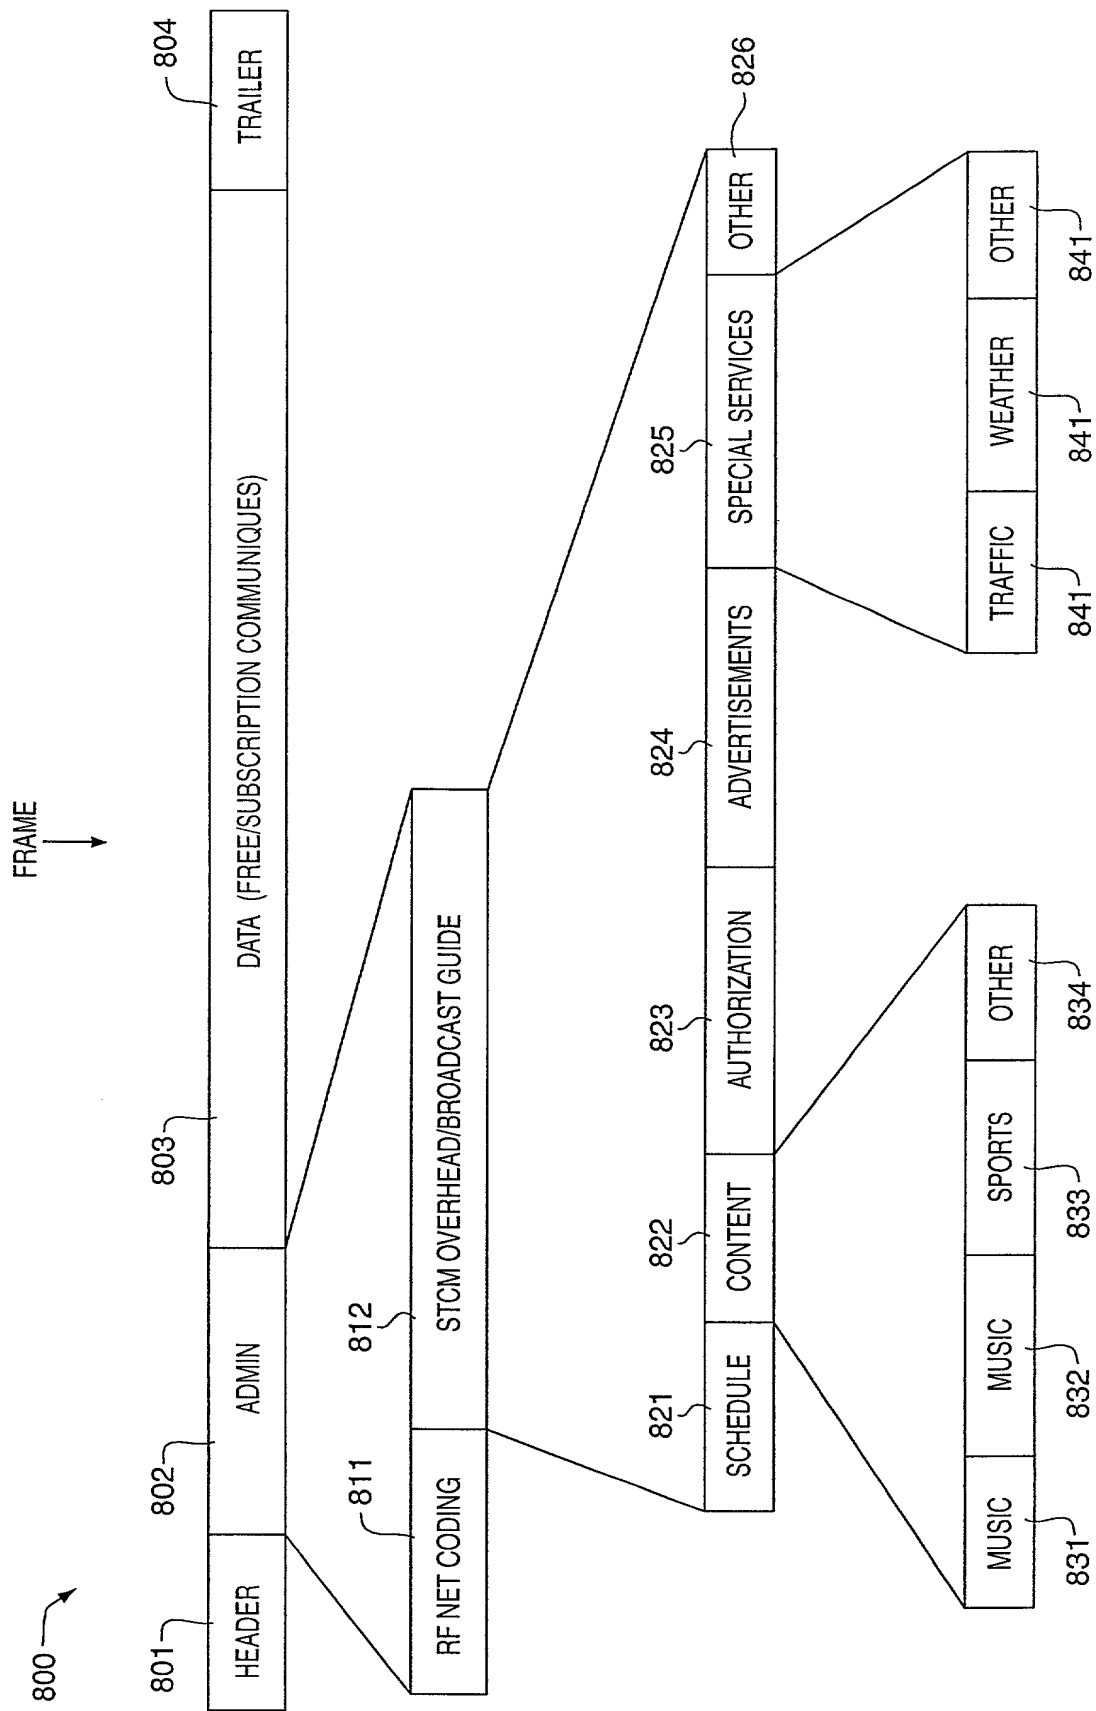 FRAME
800
801
802
803
804
HEADER
ADMIN
DATA (FREE/SUBSCRIPTION COMMUNIQUES)
TRAILER
811
812
RF NET CODING
STCM OVERHEAD/BROADCAST GUIDE
821
822
823
824
825
826
SCHEDULE
CONTENT
AUTHORIZATION
ADVERTISEMENTS
SPECIAL SERVICES
OTHER
MUSIC
MUSIC
SPORTS
OTHER
831
832
833
834
TRAFFIC
WEATHER
OTHER
841
841
841